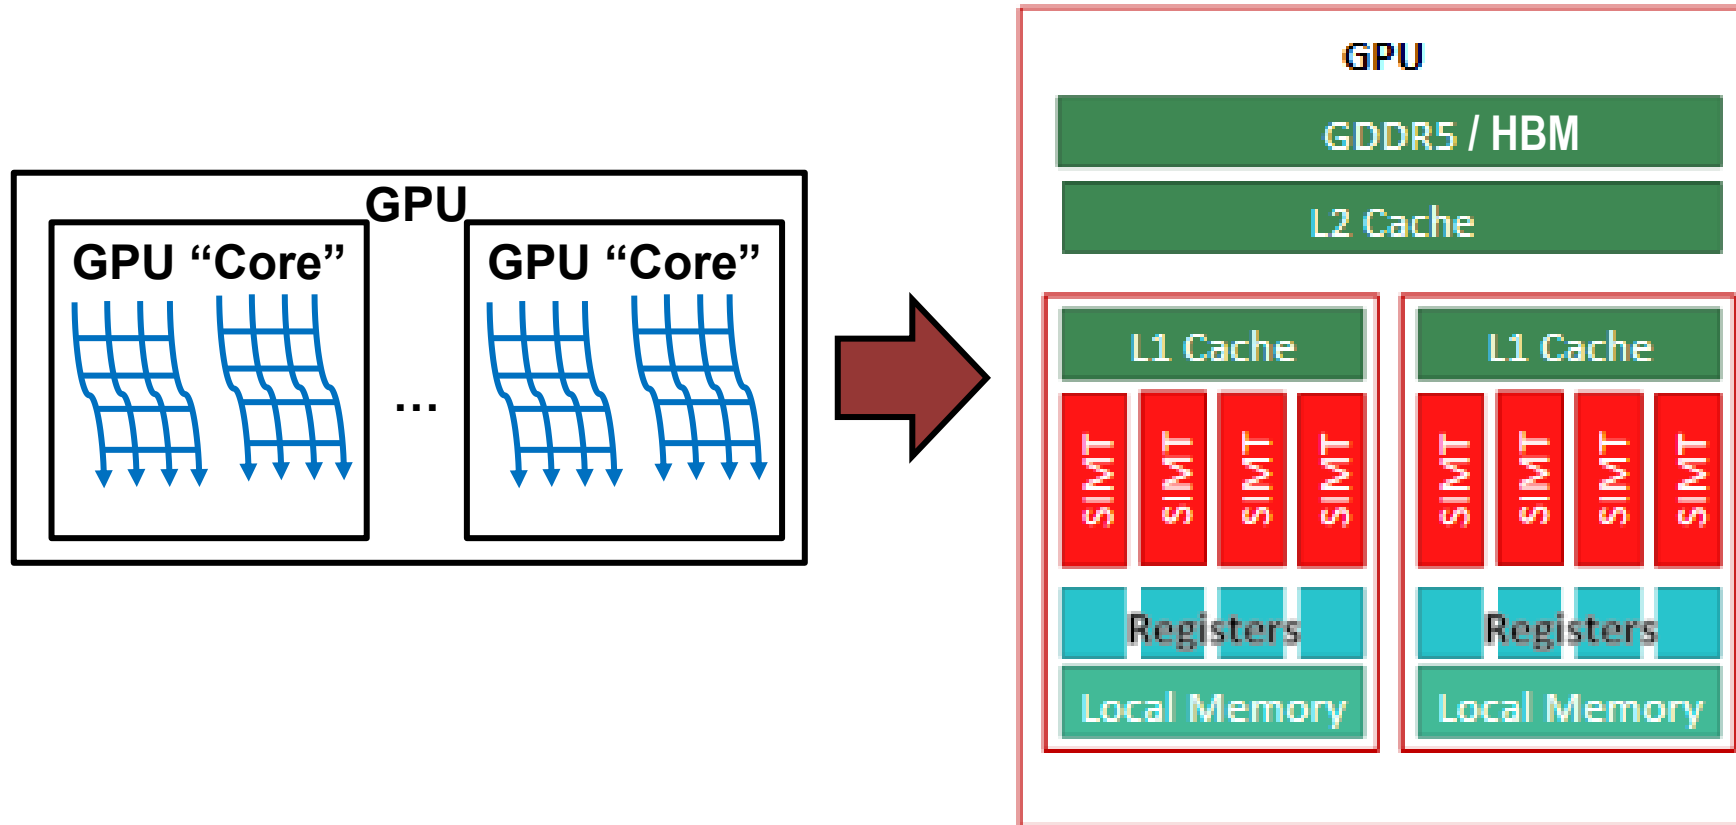 GPU
GPU “Core”
GPU “Core”
...
GPU
GDDR5 / HBM
L2 Cache
L1 Cache
L1 Cache
SIMT
SIMT
SIMT
SIMT
SIMT
SIMT
SIMT
SIMT
Registers
Registers
Local Memory
Local Memory